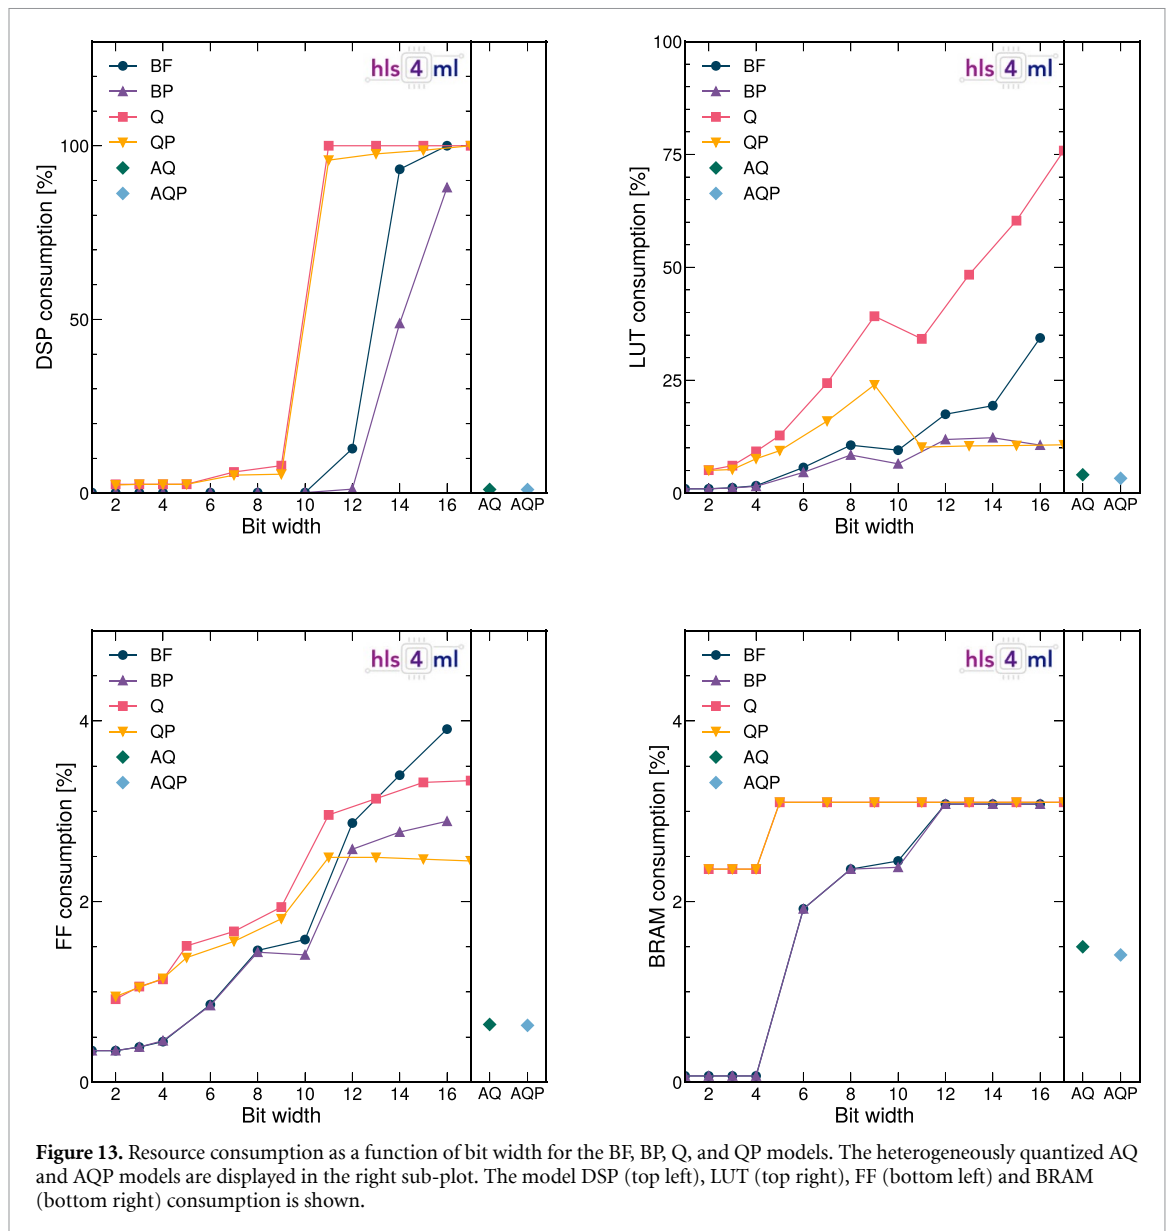 hls 4 ml
BF
BP
Q
QP
AQ
AQP
DSP consumption [%]
100
50
0
2 4 6 8 10 12 14 16 AQ AQP
Bit width
hls 4 ml
BF
BP
Q
QP
AQ
AQP
LUT consumption [%]
100
75
50
25
0
2 4 6 8 10 12 14 16 AQ AQP
Bit width
hls 4 ml
BF
BP
Q
QP
AQ
AQP
FF consumption [%]
4
2
0
2 4 6 8 10 12 14 16 AQ AQP
Bit width
hls 4 ml
BF
BP
Q
QP
AQ
AQP
BRAM consumption [%]
4
2
0
2 4 6 8 10 12 14 16 AQ AQP
Bit width
Figure 13. Resource consumption as a function of bit width for the BF, BP, Q, and QP models. The heterogeneously quantized AQ
and AQP models are displayed in the right sub-plot. The model DSP (top left), LUT (top right), FF (bottom left) and BRAM
(bottom right) consumption is shown.